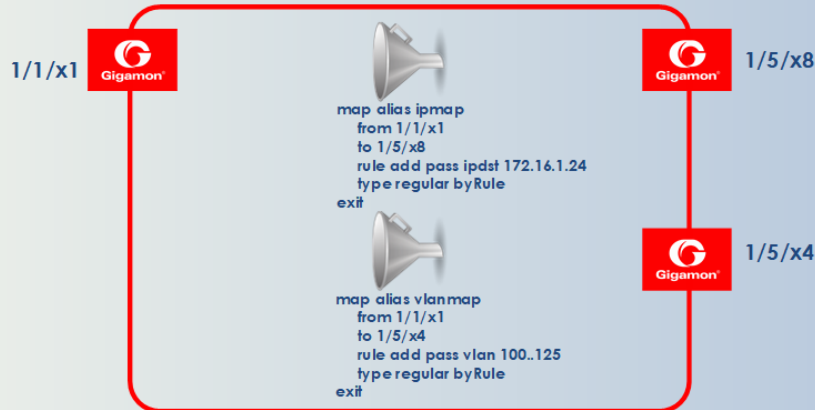 1/1/x1
Gigamon®
map alias ipmap
from 1/1/x1
to 1/5/x8
rule add pass ipdst 172.16.1.24
type regular byRule
exit
Gigamon®
1/5/x8
map alias vlanmap
from 1/1/x1
to 1/5/x4
rule add pass vlan 100..125
type regular byRule
exit
Gigamon®
1/5/x4